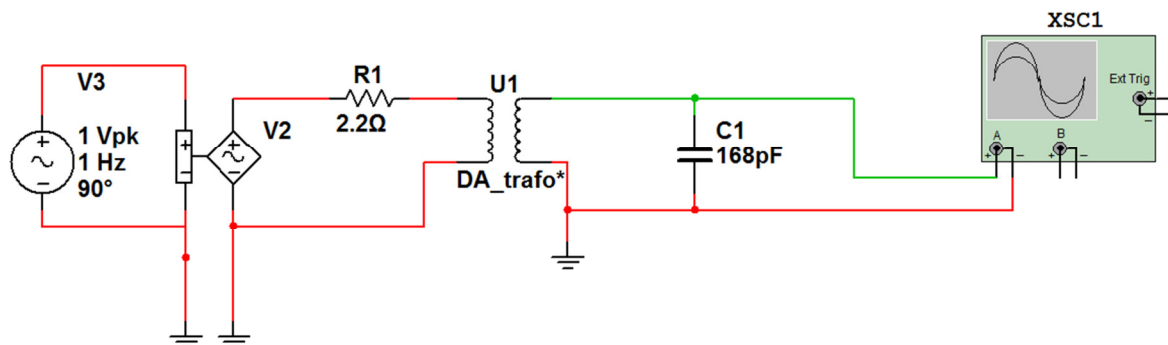 XSC1
V3
R1
U1
Ext Trig
+
V2
1 Vpk
1 Hz
90°
2.2Ω
C1
168pF
A
B
DA_trafo*